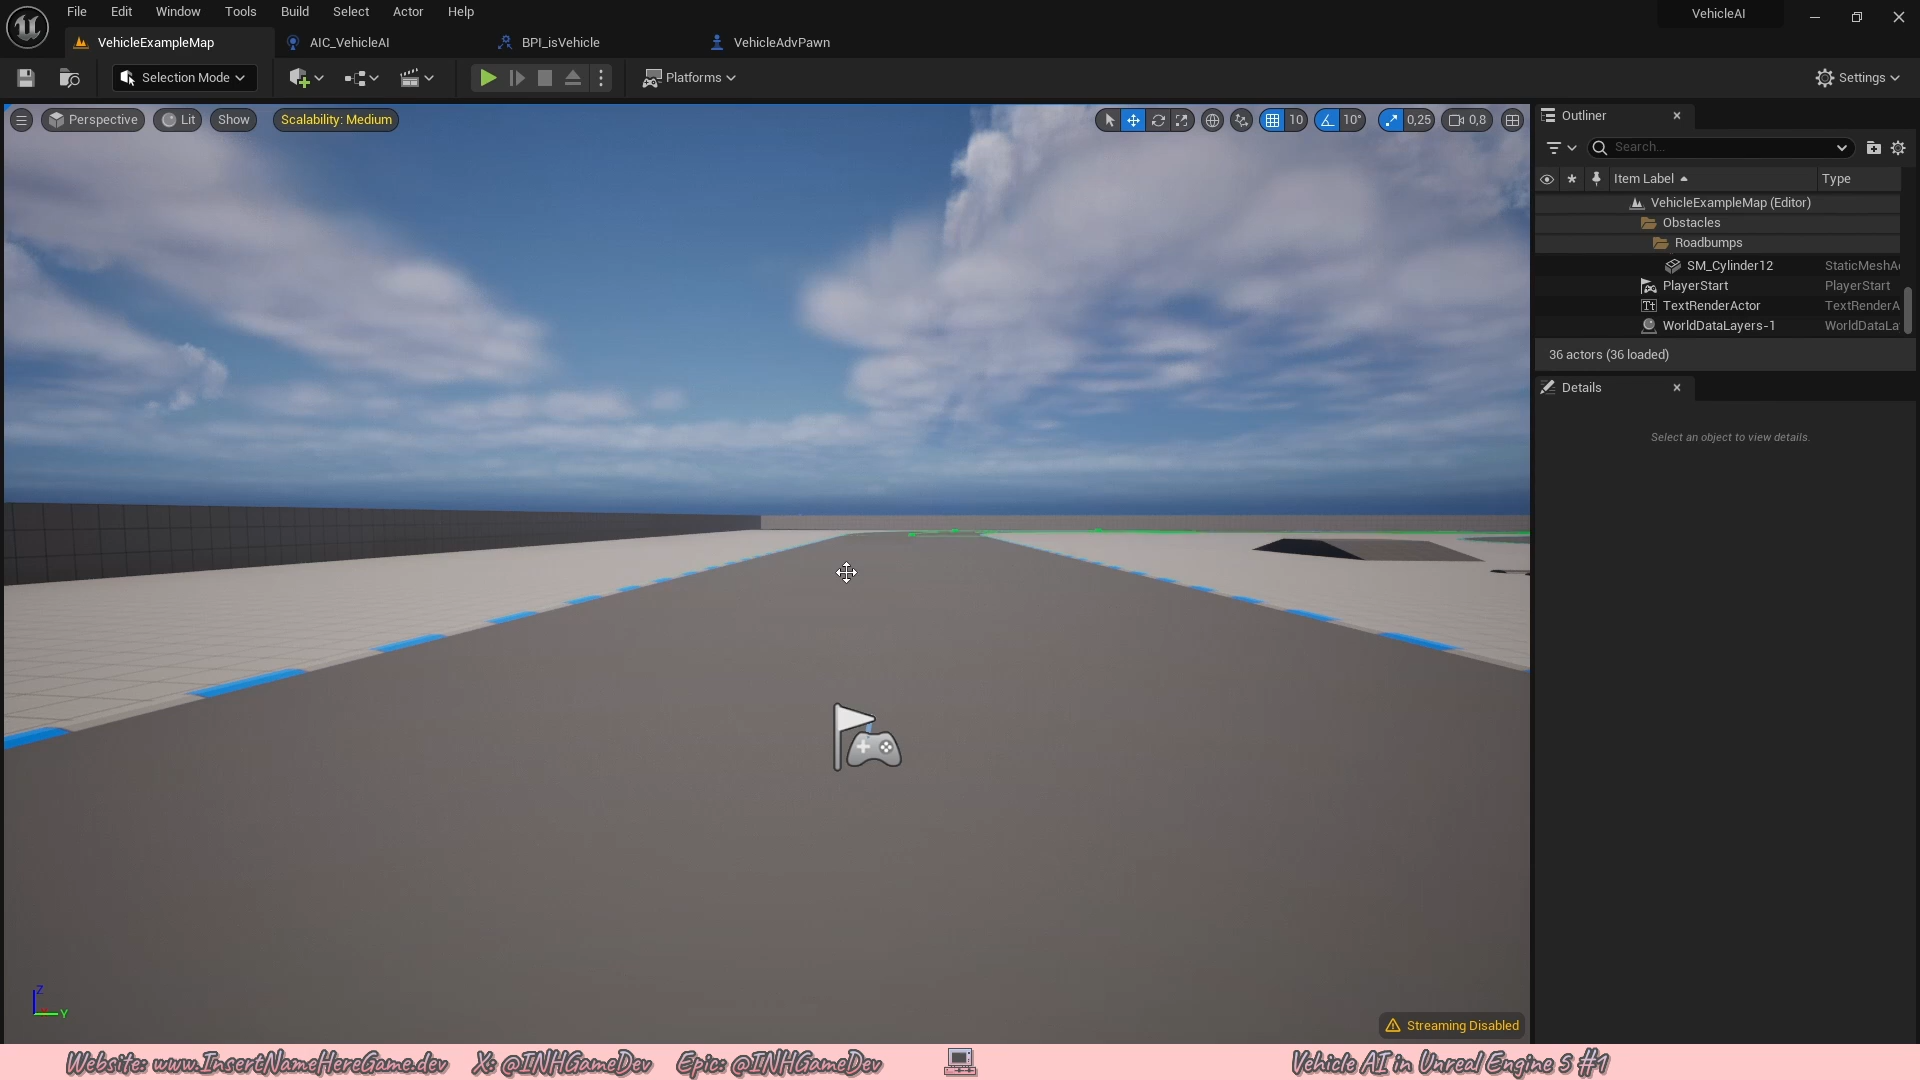 File Edit Window Tools Build Select Actor Help
VehicleAI
VehicleExampleMap
AIC_VehicleAI
BPI_isVehicle
VehicleAdvPawn
Selection Mode
Platforms
Settings
Perspective
Lit
Show
Scalability: Medium
10
10°
0,25
0,8
Outliner
Search...
Item Label
Type
VehicleExampleMap (Editor)
Obstacles
Roadbumps
SM_Cylinder12 StaticMeshA
PlayerStart PlayerStart
TextRenderActor TextRenderA
WorldDataLayers-1 WorldDataLa
36 actors (36 loaded)
Details
Select an object to view details.
Z
Y
Streaming Disabled
Website: www.InsertNameHereGame.dev X: @INHGameDev Epic: @INHGameDev
Vehicle AI in Unreal Engine 5 #1